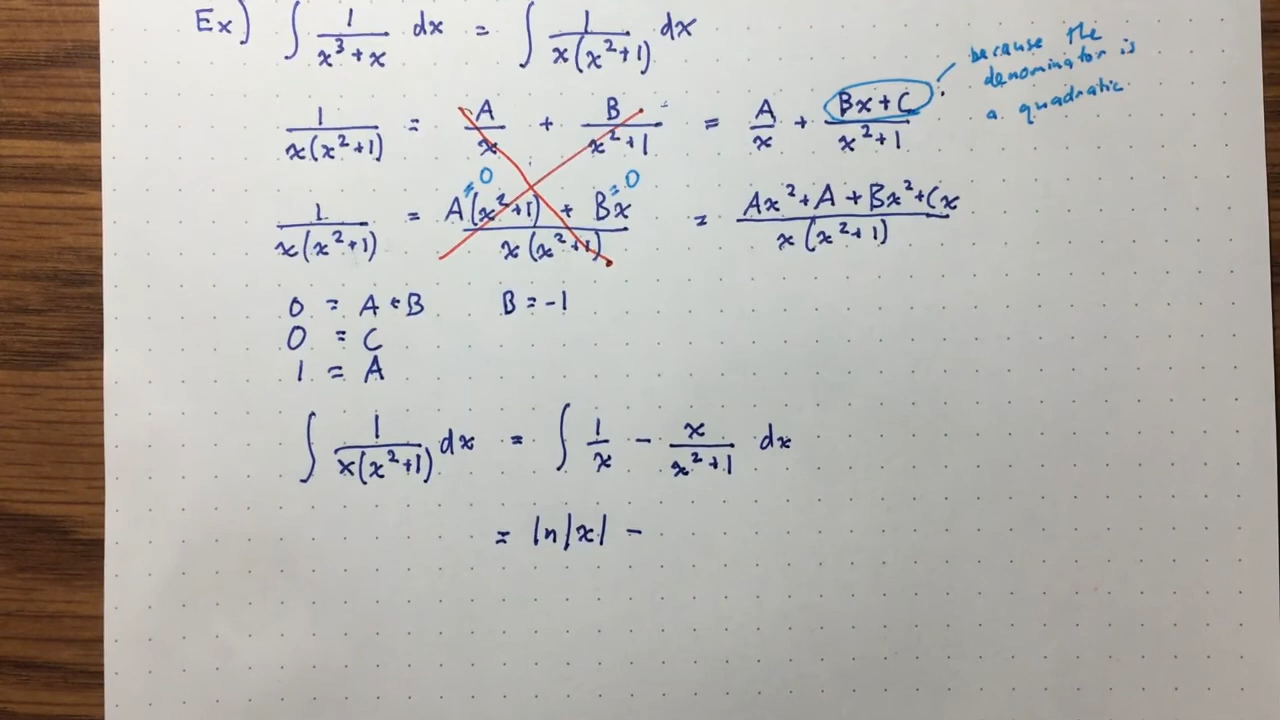 Ex) ∫ 1/(x³+x) dx = ∫ 1/(x(x²+1)) dx
because the
denominator is
a quadratic.
1/(x(x²+1)) = A/x + B/(x²+1) = A/x + (Bx+C)/(x²+1)
=0 =0
1/(x(x²+1)) = (A(x²+1) + Bx)/(x(x²+1)) = (Ax²+A+Bx²+Cx)/(x(x²+1))
0 = A+B B=-1
0 = C
1 = A
∫ 1/(x(x²+1)) dx = ∫ 1/x - x/(x²+1) dx
= ln|x| -